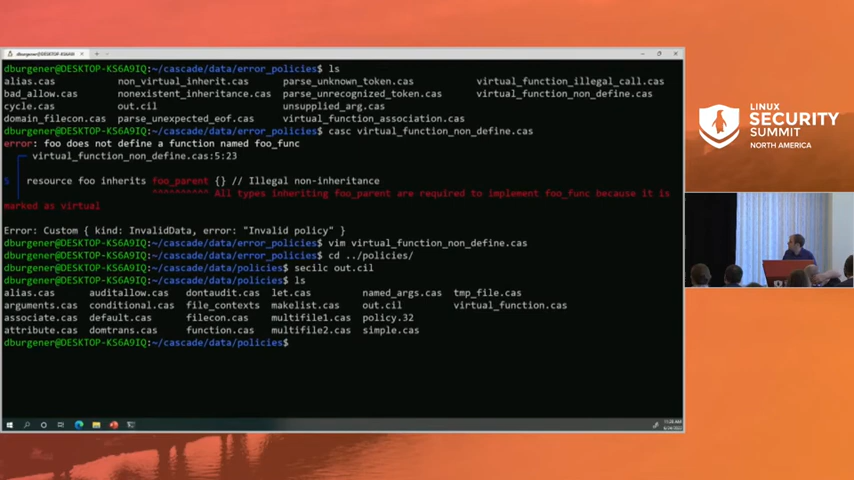 dburgener@DESKTOP-KS6A9IQ:~/cascade/data/error_policies$ ls
alias.cas non_virtual_inherit.cas parse_unknown_token.cas virtual_function_illegal_call.cas
bad_allow.cas nonexistent_inheritance.cas parse_unrecognized_token.cas virtual_function_non_define.cas
cycle.cas out.cil unsupplied_arg.cas
domain_filecon.cas parse_unexpected_eof.cas virtual_function_association.cas
dburgener@DESKTOP-KS6A9IQ:~/cascade/data/error_policies$ casc virtual_function_non_define.cas
error: foo does not define a function named foo_func
virtual_function_non_define.cas:5:23
5 resource foo inherits foo_parent {} // Illegal non-inheritance
^^^^^^^^^^ All types inheriting foo_parent are required to implement foo_func because it is
marked as virtual
Error: Custom { kind: InvalidData, error: "Invalid policy" }
dburgener@DESKTOP-KS6A9IQ:~/cascade/data/error_policies$ vim virtual_function_non_define.cas
dburgener@DESKTOP-KS6A9IQ:~/cascade/data/error_policies$ cd ../policies/
dburgener@DESKTOP-KS6A9IQ:~/cascade/data/policies$ secilc out.cil
dburgener@DESKTOP-KS6A9IQ:~/cascade/data/policies$ ls
alias.cas auditallow.cas dontaudit.cas let.cas named_args.cas tmp_file.cas
arguments.cas conditional.cas file_contexts makelist.cas out.cil virtual_function.cas
associate.cas default.cas filecon.cas multifile1.cas policy.32
attribute.cas domtrans.cas function.cas multifile2.cas simple.cas
dburgener@DESKTOP-KS6A9IQ:~/cascade/data/policies$
LINUX
SECURITY
SUMMIT
NORTH AMERICA